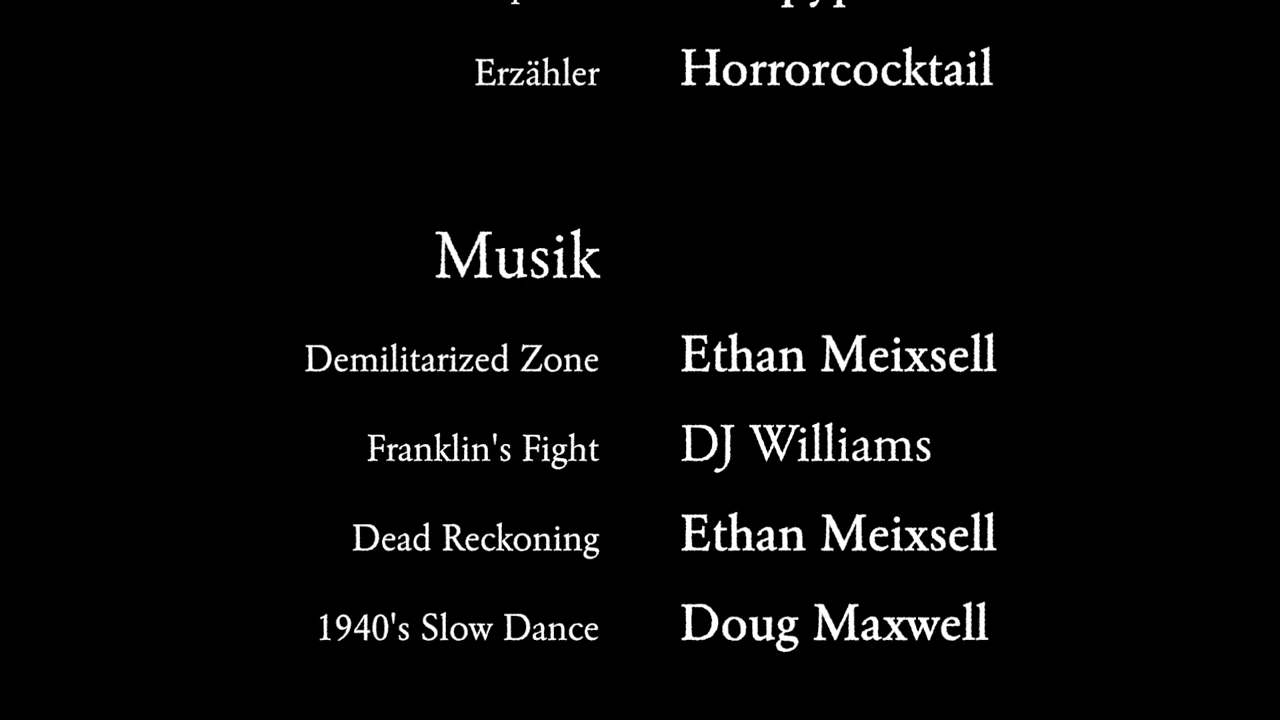 Erzähler Horrorcocktail
Musik
Demilitarized Zone Ethan Meixsell
Franklin's Fight DJ Williams
Dead Reckoning Ethan Meixsell
1940's Slow Dance Doug Maxwell